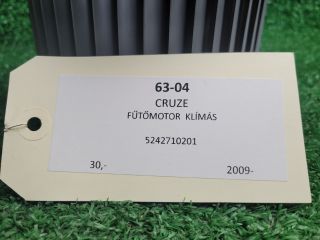 63-04
CRUZE
FŰTŐMOTOR KLÍMÁS
5242710201
30,- 2009-